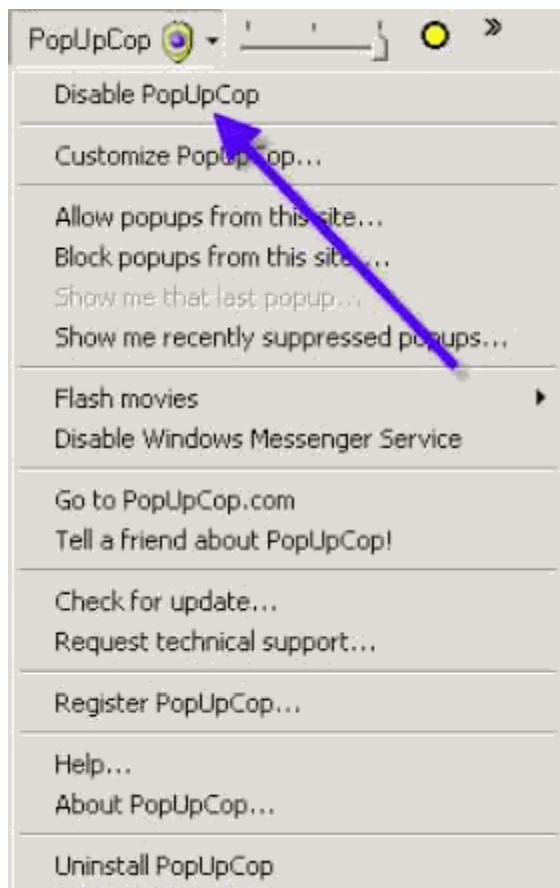 PopUpCop »
Disable PopUpCop
Customize PopUpCop...
Allow popups from this site...
Block popups from this site ...
Show me that last popup...
Show me recently suppressed popups...
Flash movies
Disable Windows Messenger Service
Go to PopUpCop.com
Tell a friend about PopUpCop!
Check for update...
Request technical support...
Register PopUpCop...
Help...
About PopUpCop...
Uninstall PopUpCop